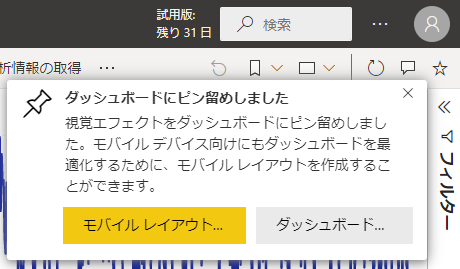 試用版:
残り 31 日
検索
析情報の取得
ダッシュボードにピン留めしました
視覚エフェクトをダッシュボードにピン留めしまし
た。モバイル デバイス向けにもダッシュボードを最
適化するために、モバイル レイアウトを作成するこ
とができます。
モバイル レイアウト...
ダッシュボード...
フィルター